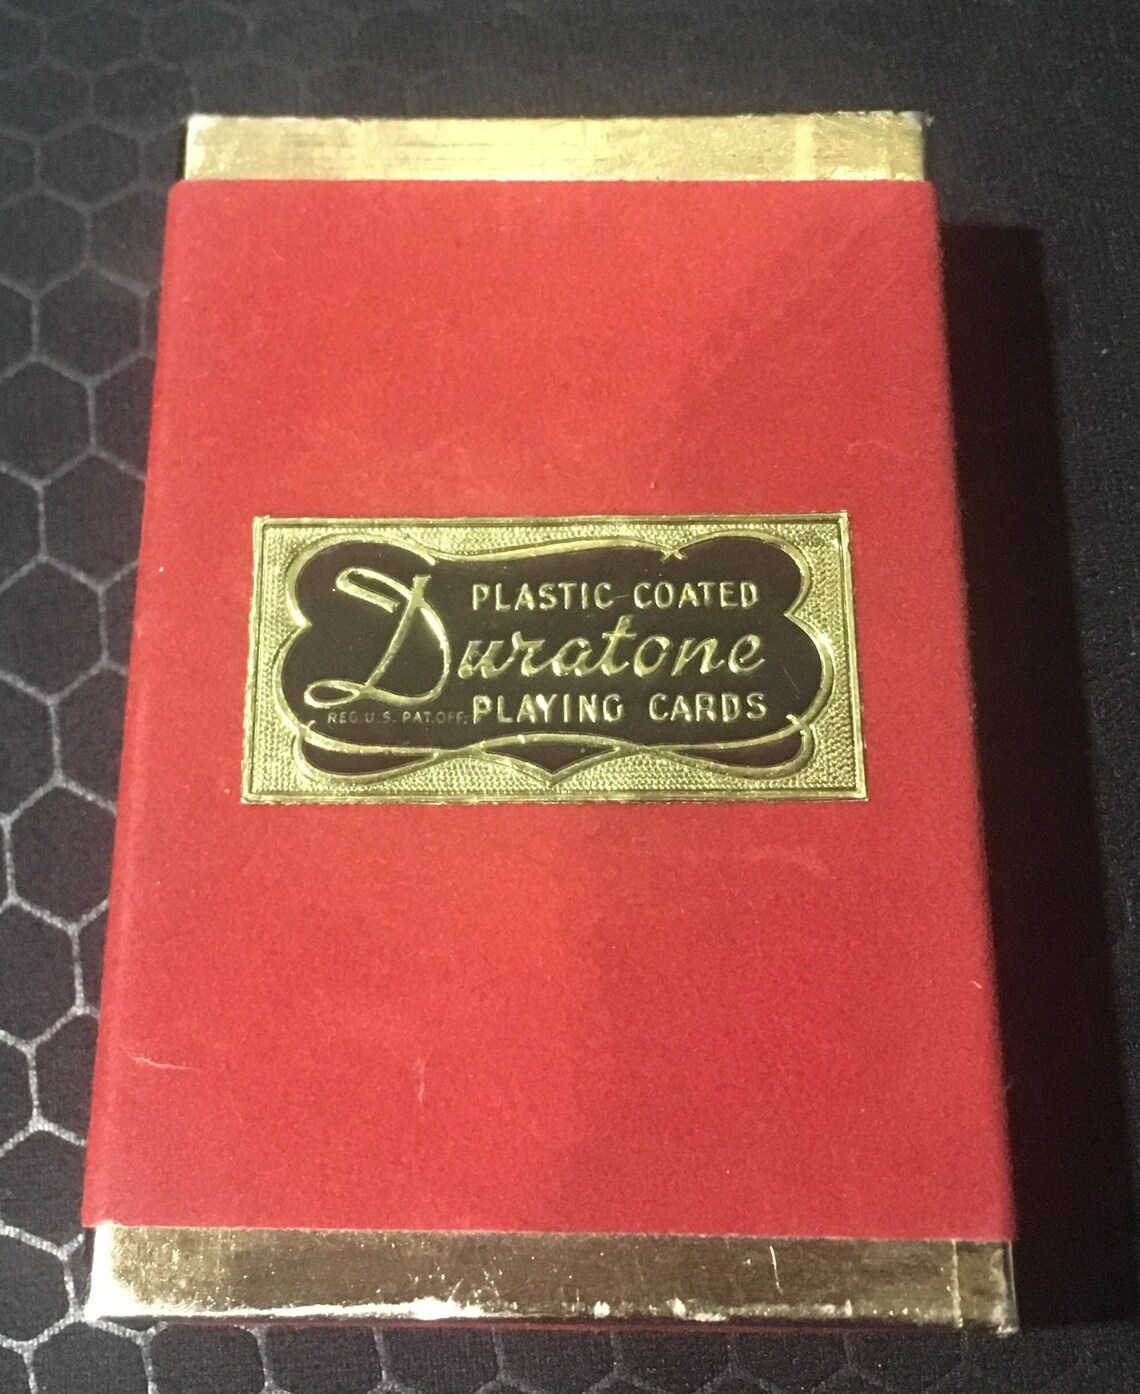 PLASTIC COATED
Duratone
REG. U.S. PAT. OFF. PLAYING CARDS